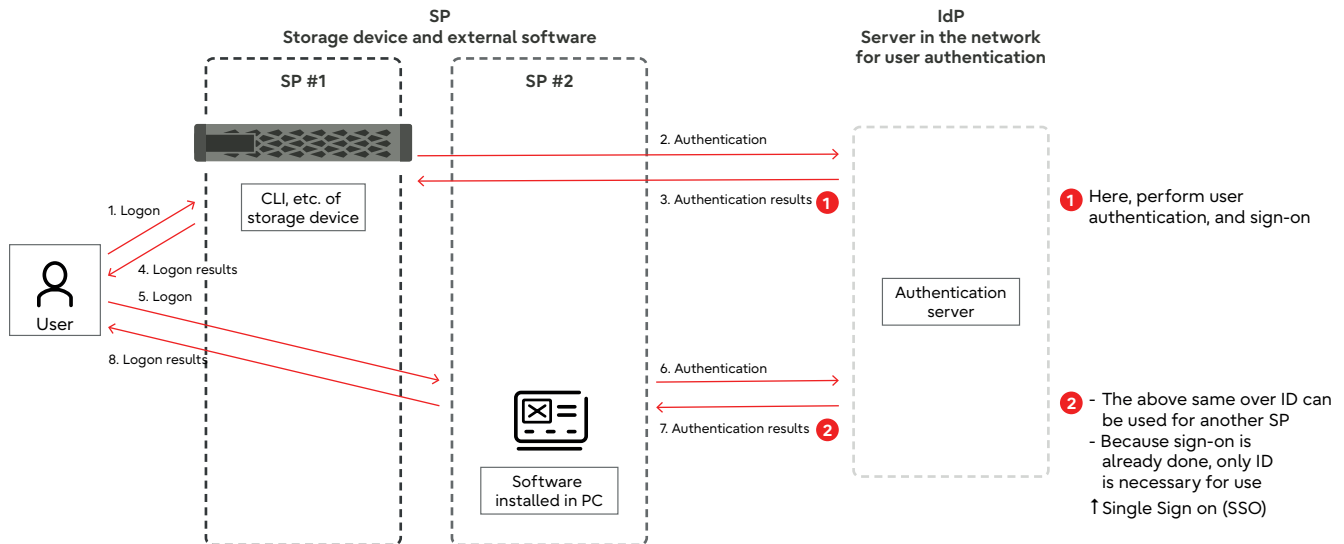 SP
Storage device and external software
IdP
Server in the network
for user authentication
SP #1
SP #2
2. Authentication
3. Authentication results 1
CLI, etc. of
storage device
1. Logon
4. Logon results
5. Logon
8. Logon results
User
1 Here, perform user
authentication, and sign-on
Authentication
server
6. Authentication
7. Authentication results 2
Software
installed in PC
2 - The above same over ID can
be used for another SP
- Because sign-on is
already done, only ID
is necessary for use
↑ Single Sign on (SSO)